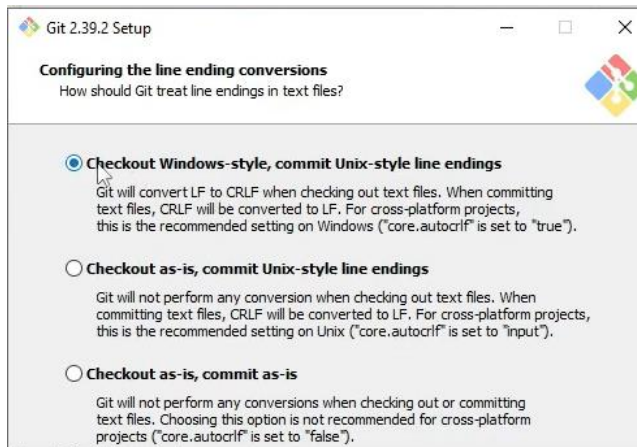 Git 2.39.2 Setup
Configuring the line ending conversions
How should Git treat line endings in text files?
Checkout Windows-style, commit Unix-style line endings
Git will convert LF to CRLF when checking out text files. When committing
text files, CRLF will be converted to LF. For cross-platform projects,
this is the recommended setting on Windows ("core.autocrlf" is set to "true").
Checkout as-is, commit Unix-style line endings
Git will not perform any conversion when checking out text files. When
committing text files, CRLF will be converted to LF. For cross-platform projects,
this is the recommended setting on Unix ("core.autocrlf" is set to "input").
Checkout as-is, commit as-is
Git will not perform any conversions when checking out or committing
text files. Choosing this option is not recommended for cross-platform
projects ("core.autocrlf" is set to "false").